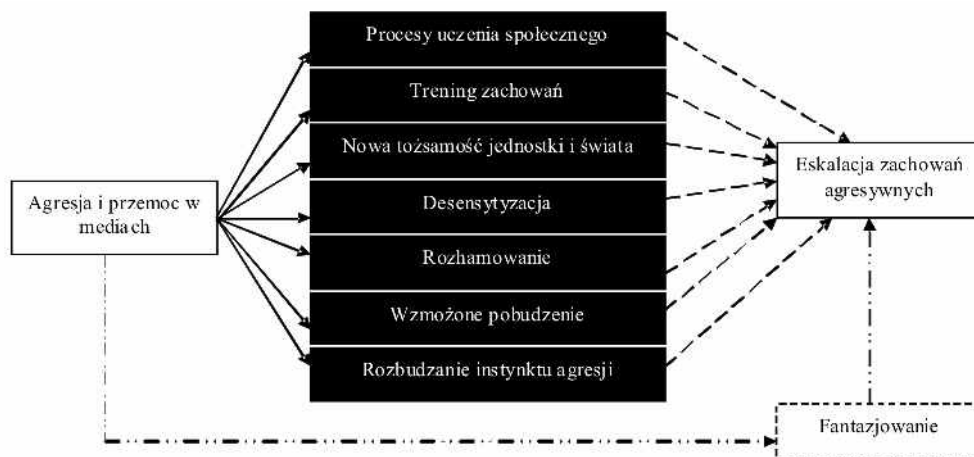 Procesy uczenia społecznego
Trening zachowań
Nowa tożsamość jednostki i świata
Desensytyzacja
Rozhamowanie
Wzmożone pobudzenie
Rozbudzanie instynktu agresji
Agresja i przemoc w
mediach
Eskalacja zachowań
agresywnych
Fantazjowanie